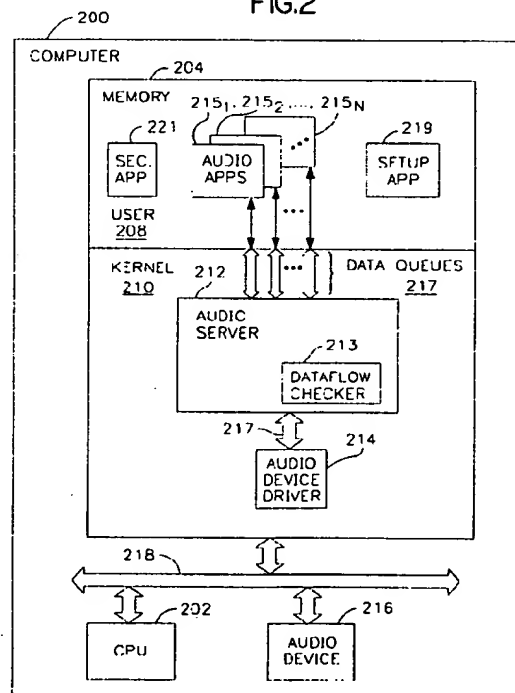 FIG.2
200
COMPUTER
204
MEMORY
215₁, 215₂ ..... 215N
221
219
SEC. APP
AUDIO APPS
SETUP APP
USER
208
KERNEL
210
212
DATA QUEUES
217
AUDIO SERVER
213
DATAFLOW CHECKER
217
214
AUDIO DEVICE DRIVER
218
202
216
CPU
AUDIO DEVICE